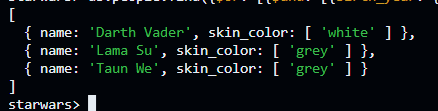 [
  { name: 'Darth Vader', skin_color: [ 'white' ] },
  { name: 'Lama Su', skin_color: [ 'grey' ] },
  { name: 'Taun We', skin_color: [ 'grey' ] }
]
starwars>